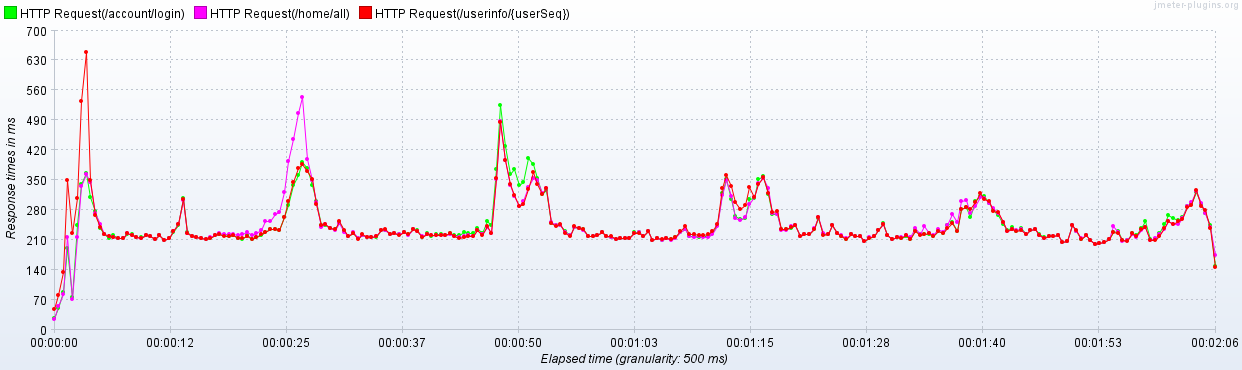 HTTP Request(/account/login) HTTP Request(/home/all) HTTP Request(/userinfo/{userSeq})
jmeter-plugins.org
Response times in ms
700
630
560
490
420
350
280
210
140
70
0
00:00:00 00:00:12 00:00:25 00:00:37 00:00:50 00:01:03 00:01:15 00:01:28 00:01:40 00:01:53 00:02:06
Elapsed time (granularity: 500 ms)